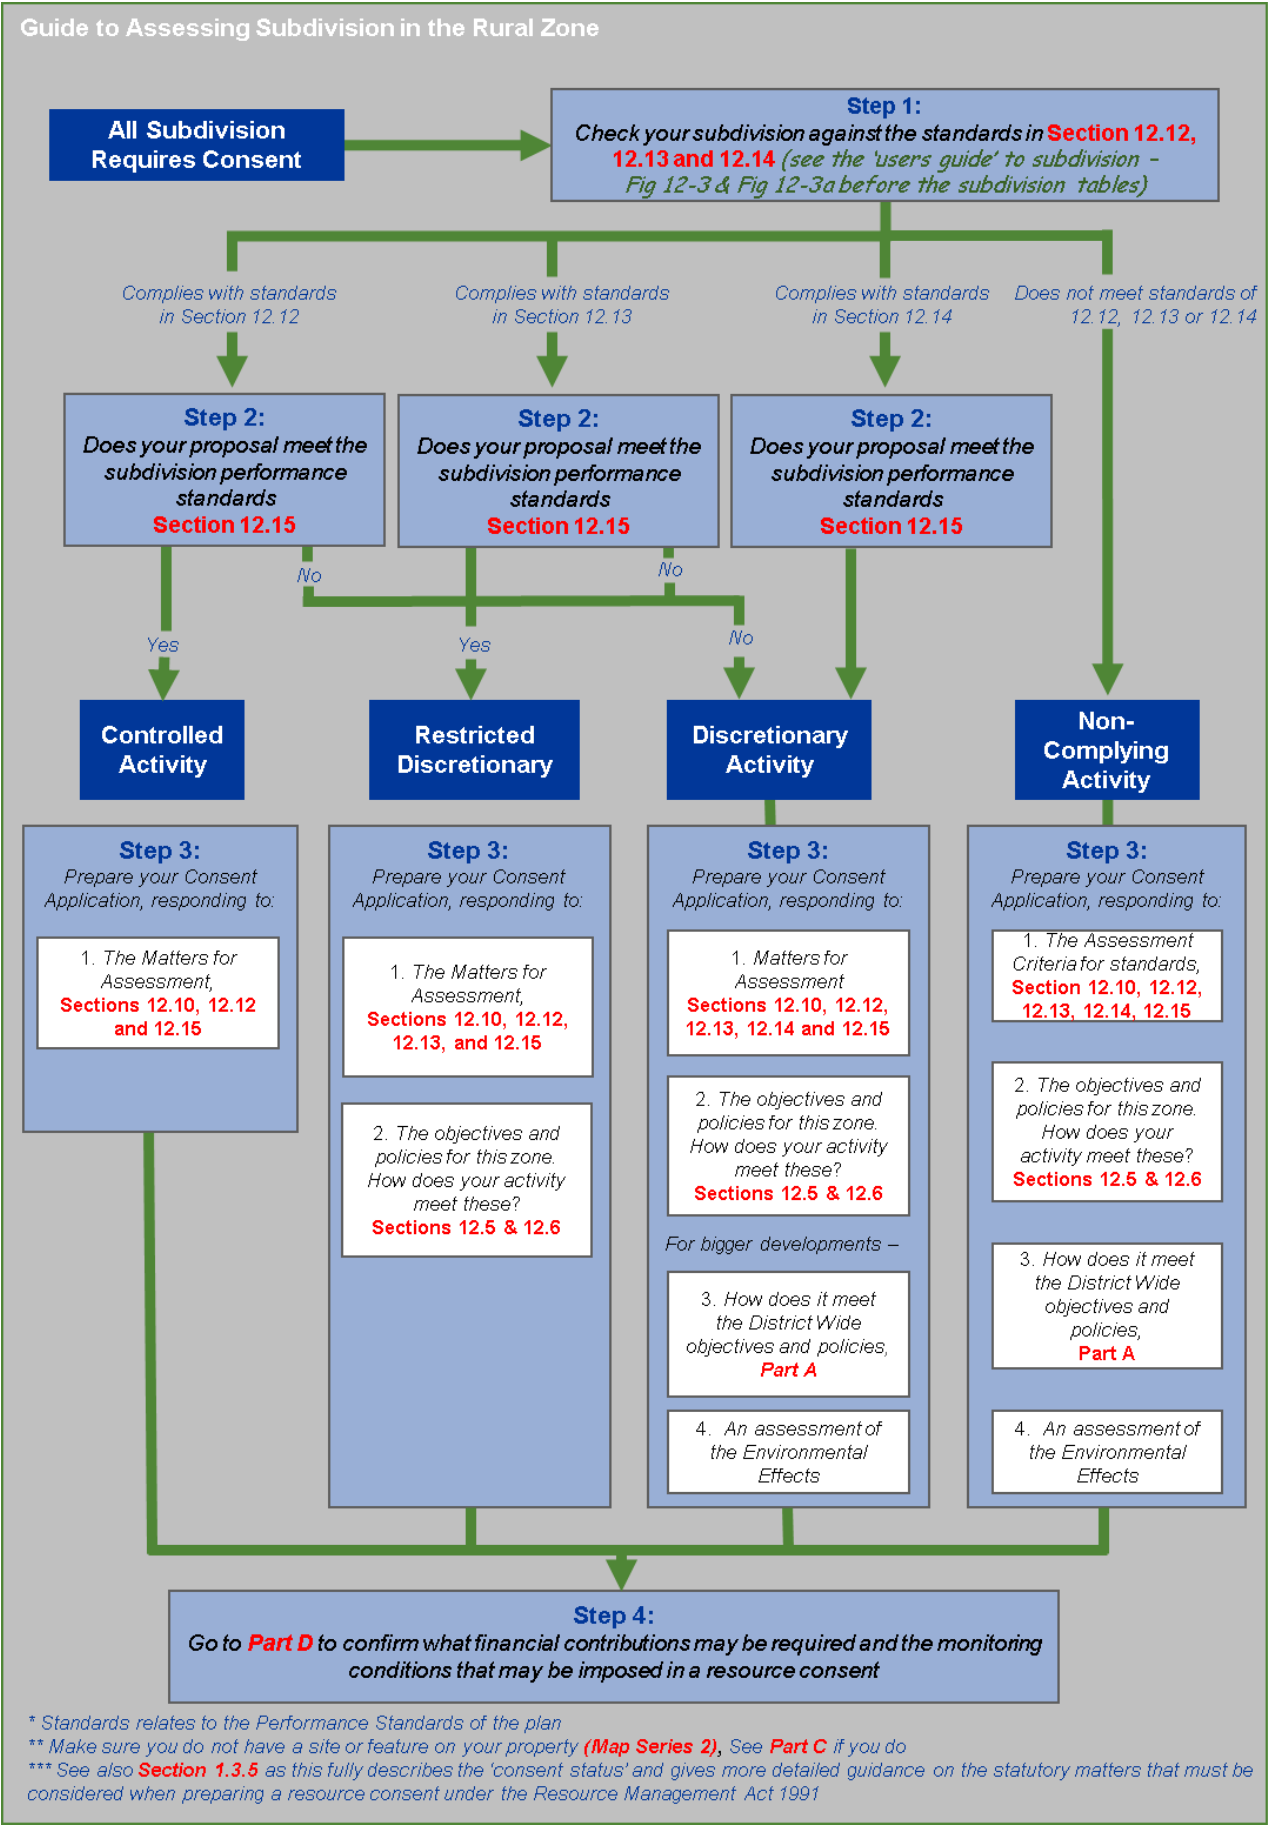 Guide to Assessing Subdivision in the Rural Zone
All Subdivision
Requires Consent
Step 1:
Check your subdivision against the standards in Section 12.12,
12.13 and 12.14 (see the 'users guide' to subdivision –
Fig 12-3 & Fig 12-3a before the subdivision tables)
Complies with standards
in Section 12.12
Complies with standards
in Section 12.13
Complies with standards
in Section 12.14
Does not meet standards of
12.12, 12.13 or 12.14
Step 2:
Does your proposal meet the
subdivision performance
standards
Section 12.15
Step 2:
Does your proposal meet the
subdivision performance
standards
Section 12.15
Step 2:
Does your proposal meet the
subdivision performance
standards
Section 12.15
No
No
Yes
Yes
No
Controlled
Activity
Restricted
Discretionary
Discretionary
Activity
Non-
Complying
Activity
Step 3:
Prepare your Consent
Application, responding to:
1. The Matters for
Assessment,
Sections 12.10, 12.12
and 12.15
Step 3:
Prepare your Consent
Application, responding to:
1. The Matters for
Assessment,
Sections 12.10, 12.12,
12.13, and 12.15
2. The objectives and
policies for this zone.
How does your activity
meet these?
Sections 12.5 & 12.6
Step 3:
Prepare your Consent
Application, responding to:
1. Matters for
Assessment
Sections 12.10, 12.12,
12.13, 12.14 and 12.15
2. The objectives and
policies for this zone.
How does your activity
meet these?
Sections 12.5 & 12.6
For bigger developments –
3. How does it meet
the District Wide
objectives and policies,
Part A
4. An assessment of
the Environmental
Effects
Step 3:
Prepare your Consent
Application, responding to:
1. The Assessment
Criteria for standards,
Section 12.10, 12.12,
12.13, 12.14, 12.15
2. The objectives and
policies for this zone.
How does your
activity meet these?
Sections 12.5 & 12.6
3. How does it meet
the District Wide
objectives and
policies,
Part A
4. An assessment of
the Environmental
Effects
Step 4:
Go to Part D to confirm what financial contributions may be required and the monitoring
conditions that may be imposed in a resource consent
* Standards relates to the Performance Standards of the plan
** Make sure you do not have a site or feature on your property (Map Series 2), See Part C if you do
*** See also Section 1.3.5 as this fully describes the 'consent status' and gives more detailed guidance on the statutory matters that must be
considered when preparing a resource consent under the Resource Management Act 1991